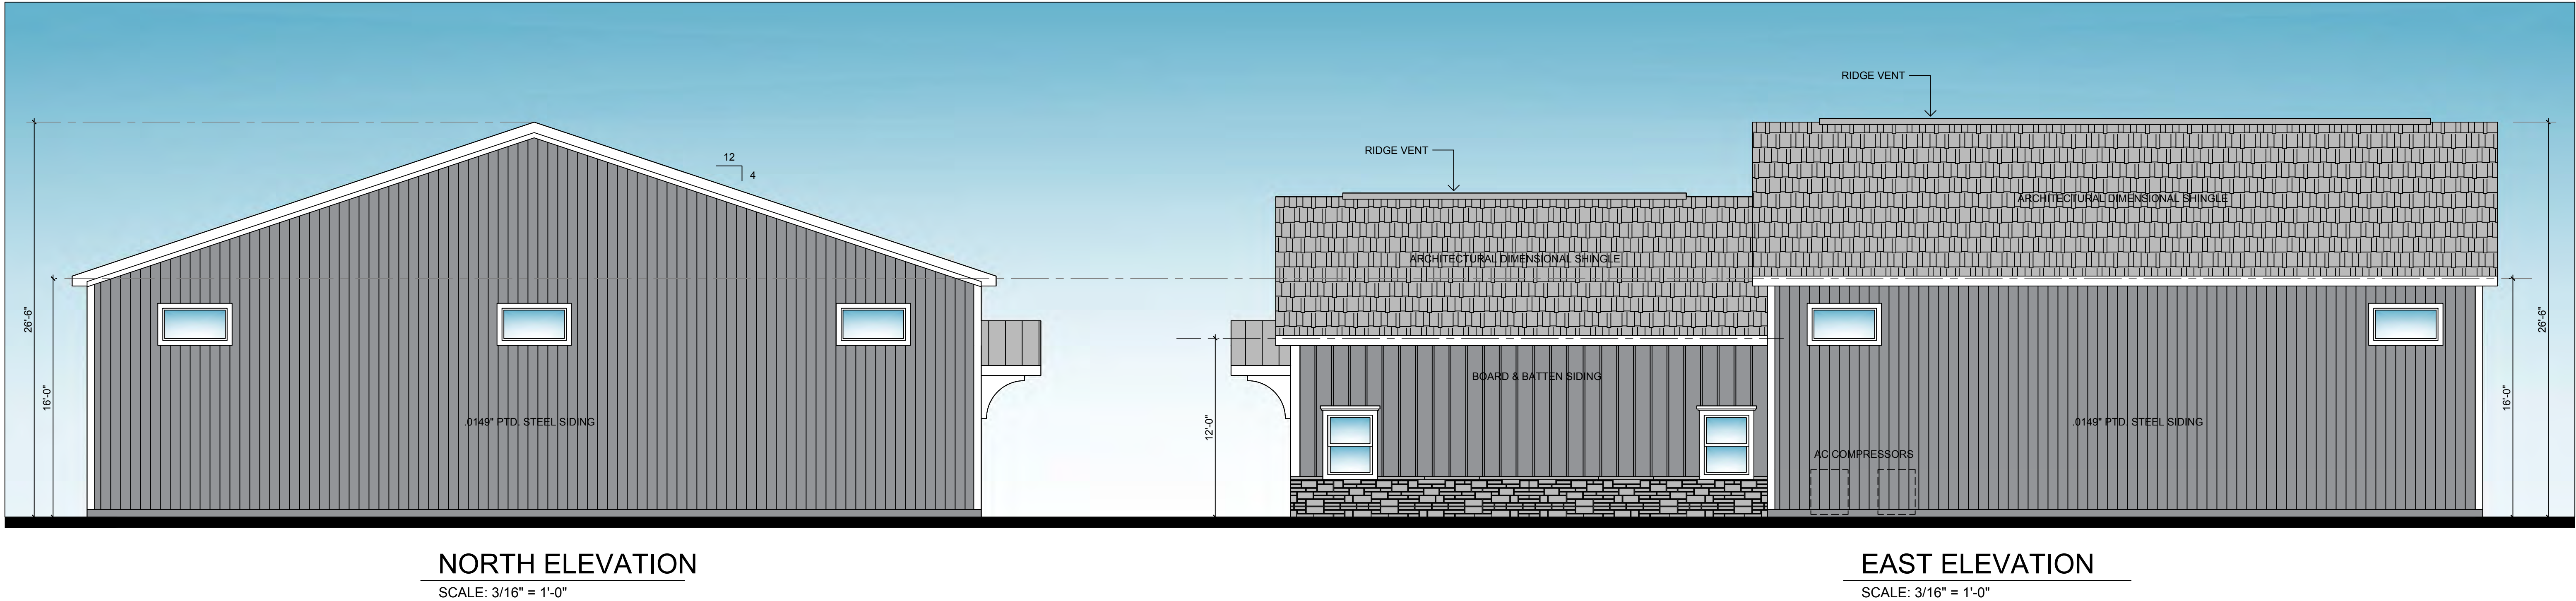 RIDGE VENT
RIDGE VENT
12
4
ARCHITECTURAL DIMENSIONAL SHINGLE
ARCHITECTURAL DIMENSIONAL SHINGLE
26'-6"
16'-0"
.0149" PTD. STEEL SIDING
12'-0"
BOARD & BATTEN SIDING
.0149" PTD. STEEL SIDING
AC COMPRESSORS
16'-0"
26'-6"
NORTH ELEVATION
SCALE: 3/16" = 1'-0"
EAST ELEVATION
SCALE: 3/16" = 1'-0"